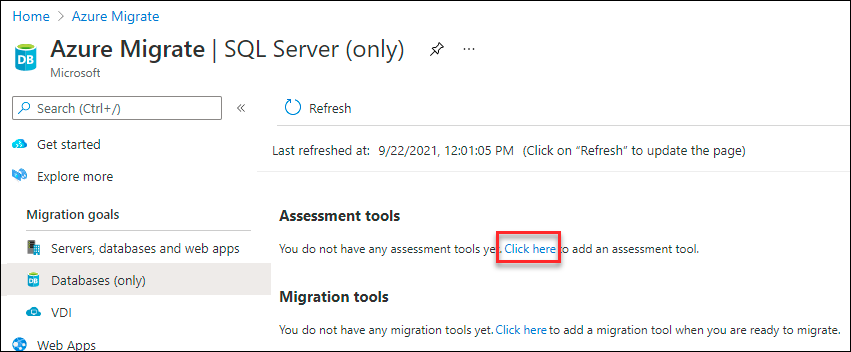 Home > Azure Migrate
DB
Azure Migrate | SQL Server (only)
...
Microsoft
Search (Ctrl+/)
«
Refresh
Get started
Explore more
Last refreshed at: 9/22/2021, 12:01:05 PM (Click on “Refresh” to update the page)
Migration goals
Servers, databases and web apps
DB
Databases (only)
VDI
Web Apps
Assessment tools
You do not have any assessment tools yet. Click here to add an assessment tool.
Migration tools
You do not have any migration tools yet. Click here to add a migration tool when you are ready to migrate.